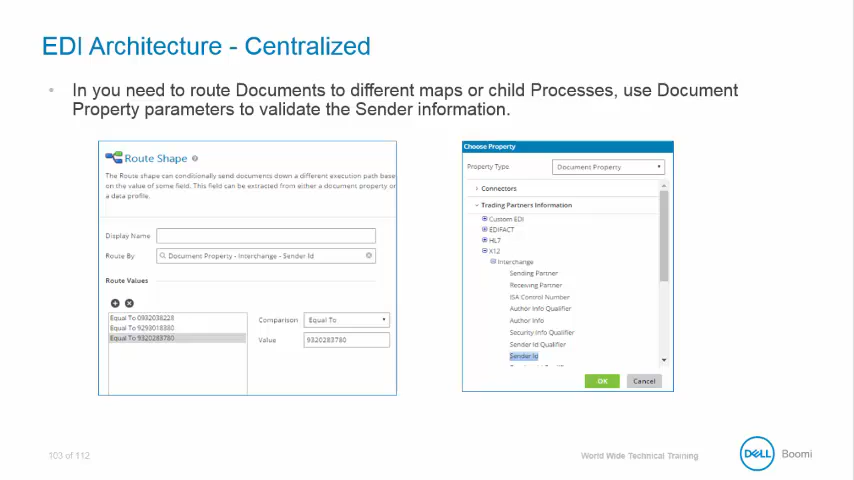 EDI Architecture - Centralized
• In you need to route Documents to different maps or child Processes, use Document
Property parameters to validate the Sender information.
Route Shape
The Route shape can conditionally send documents down a different execution path base
on the value of some field. This field can be extracted from either a document property or
a data profile.
Display Name
Route By Document Property - Interchange - Sender Id
Route Values
Equal To 0932038228
Equal To 9293018380
Equal To 9320283780
Comparison Equal To
Value 9320283780
Choose Property
Property Type Document Property
Connectors
Trading Partners Information
Custom EDI
EDIFACT
HL7
X12
Interchange
Sending Partner
Receiving Partner
ISA Control Number
Author Info Qualifier
Author Info
Security Info Qualifier
Sender Id Qualifier
Sender Id
OK Cancel
103 of 112
World Wide Technical Training
DELL Boomi